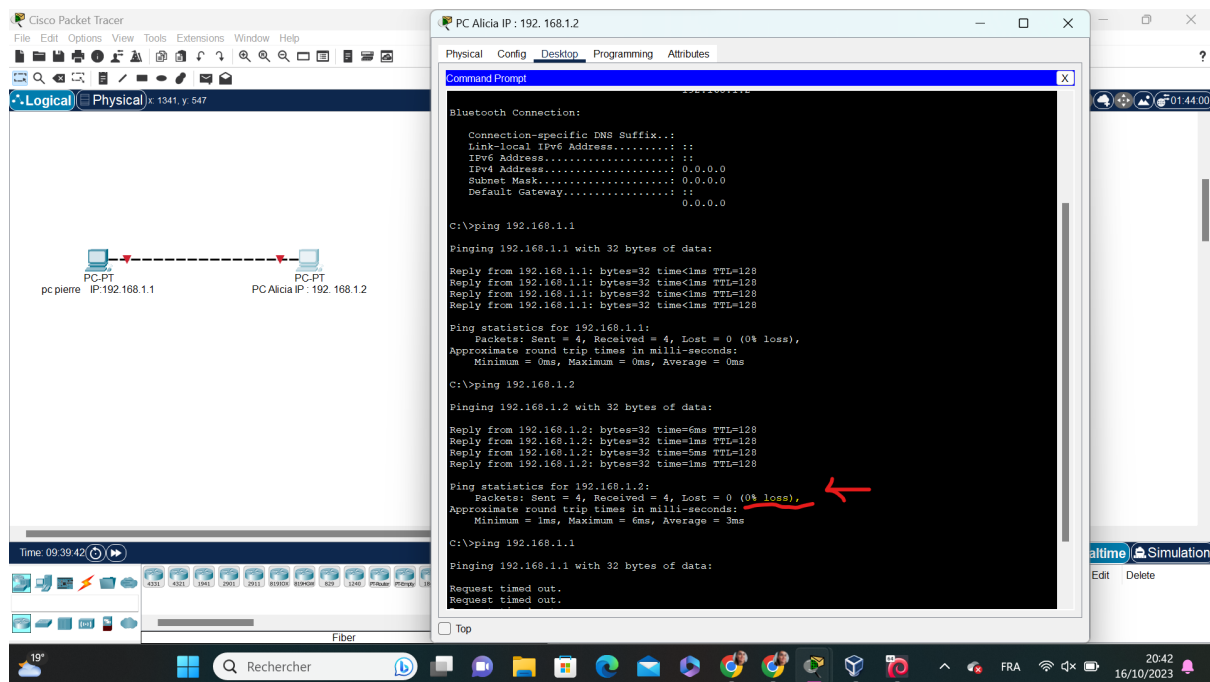 Cisco Packet Tracer
File Edit Options View Tools Extensions Window Help
?
Logical Physical x: 1341, y: 547
01:44:00
PC-PT
pc pierre IP:192.168.1.1
PC-PT
PC Alicia IP : 192. 168.1.2
PC Alicia IP : 192. 168.1.2
Physical Config Desktop Programming Attributes
Command Prompt
X
Bluetooth Connection:
Connection-specific DNS Suffix..:
Link-local IPv6 Address.........: ::
IPv6 Address....................: ::
IPv4 Address....................: 0.0.0.0
Subnet Mask.....................: 0.0.0.0
Default Gateway.................: ::
0.0.0.0
C:\>ping 192.168.1.1
Pinging 192.168.1.1 with 32 bytes of data:
Reply from 192.168.1.1: bytes=32 time<1ms TTL=128
Reply from 192.168.1.1: bytes=32 time<1ms TTL=128
Reply from 192.168.1.1: bytes=32 time<1ms TTL=128
Reply from 192.168.1.1: bytes=32 time<1ms TTL=128
Ping statistics for 192.168.1.1:
Packets: Sent = 4, Received = 4, Lost = 0 (0% loss),
Approximate round trip times in milli-seconds:
Minimum = 0ms, Maximum = 0ms, Average = 0ms
C:\>ping 192.168.1.2
Pinging 192.168.1.2 with 32 bytes of data:
Reply from 192.168.1.2: bytes=32 time=6ms TTL=128
Reply from 192.168.1.2: bytes=32 time=1ms TTL=128
Reply from 192.168.1.2: bytes=32 time=5ms TTL=128
Reply from 192.168.1.2: bytes=32 time=1ms TTL=128
Ping statistics for 192.168.1.2:
Packets: Sent = 4, Received = 4, Lost = 0 (0% loss),
Approximate round trip times in milli-seconds:
Minimum = 1ms, Maximum = 6ms, Average = 3ms
C:\>ping 192.168.1.1
Pinging 192.168.1.1 with 32 bytes of data:
Request timed out.
Request timed out.
Top
Time: 09:39:42
altime Simulation
4331 4321 1941 2901 2911 819IOX 819HGW 829 1240 PT-Router PT-Empty 18
Edit Delete
Fiber
19°
Rechercher
FRA
20:42
16/10/2023